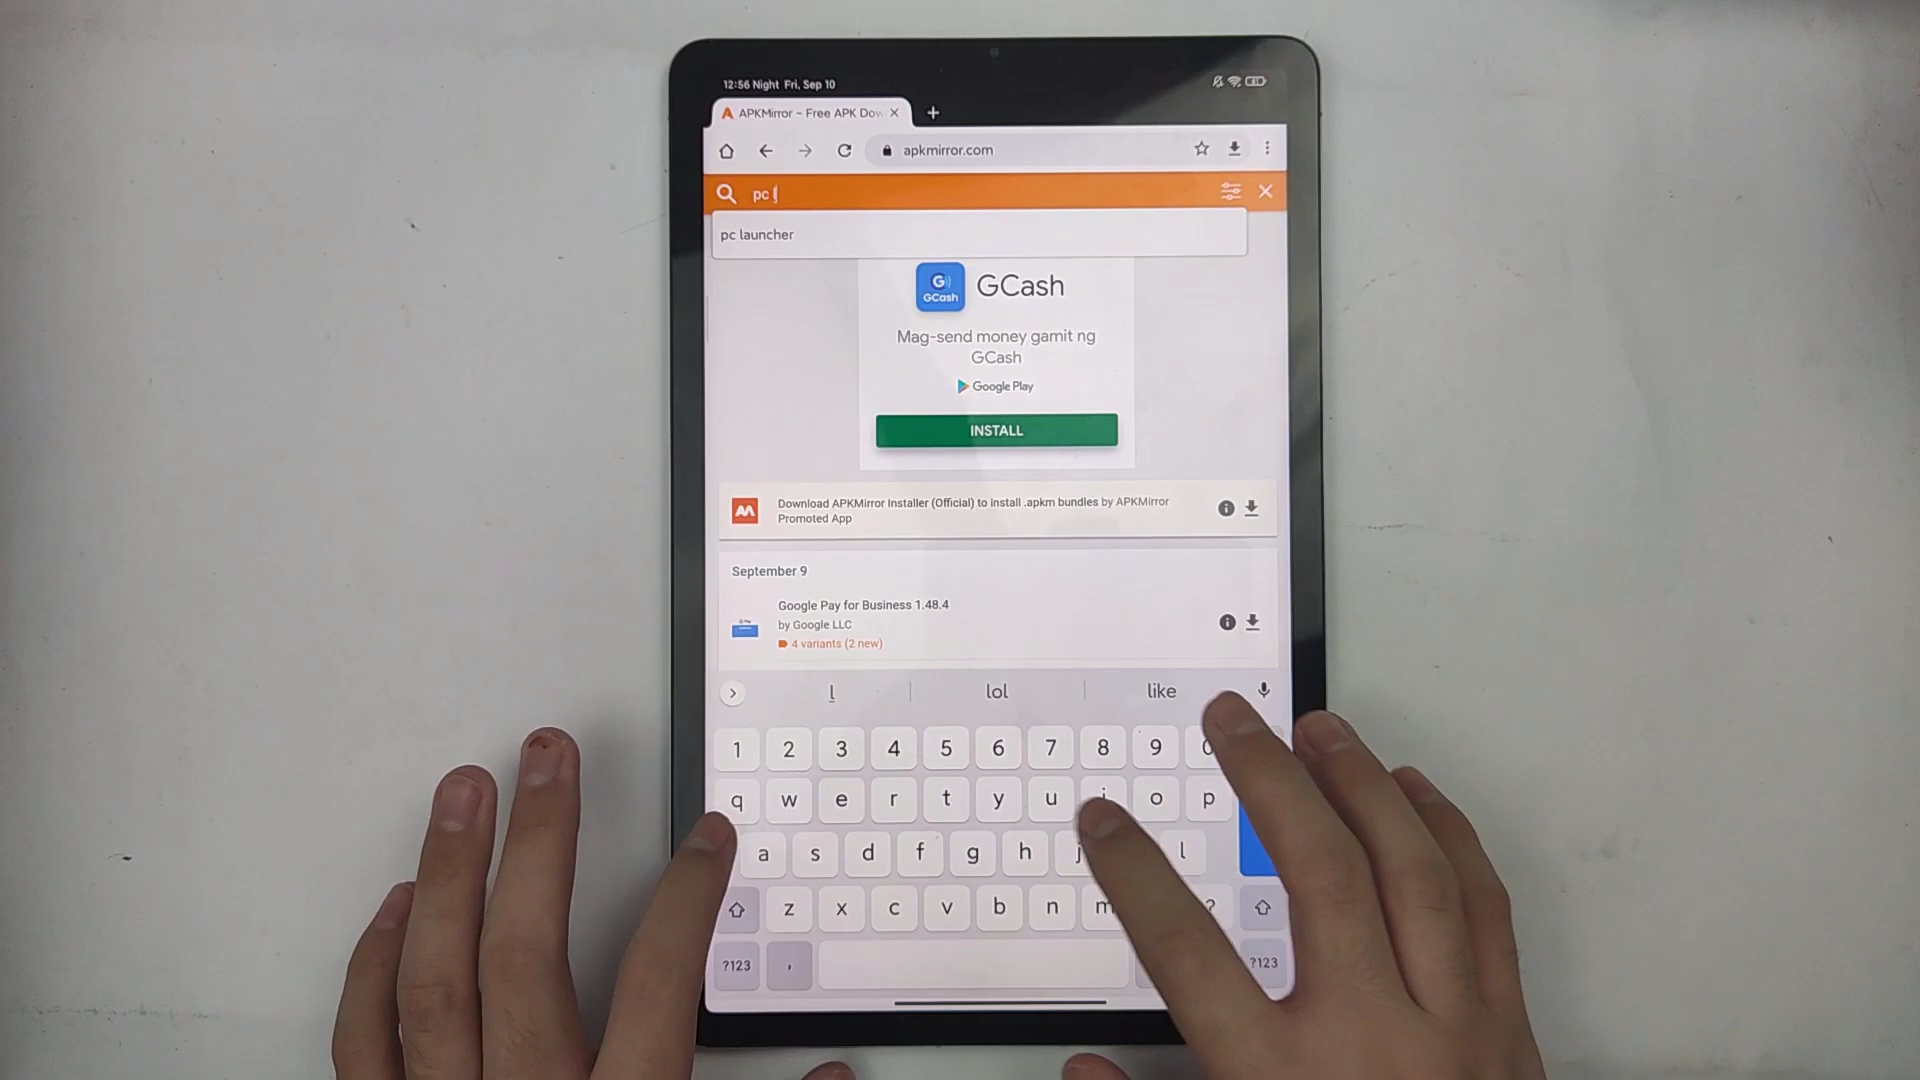 12:56 Night Fri, Sep 10
APKMirror – Free APK Dow
apkmirror.com
pc l
pc launcher
G
GCash
GCash
Mag-send money gamit ng
GCash
Google Play
INSTALL
Download APKMirror Installer (Official) to install .apkm bundles by APKMirror
Promoted App
September 9
Google Pay for Business 1.48.4
by Google LLC
4 variants (2 new)
l lol like
1 2 3 4 5 6 7 8 9 0
q w e r t y u i o p
a s d f g h j l
z x c v b n m ?
?123 , ?123